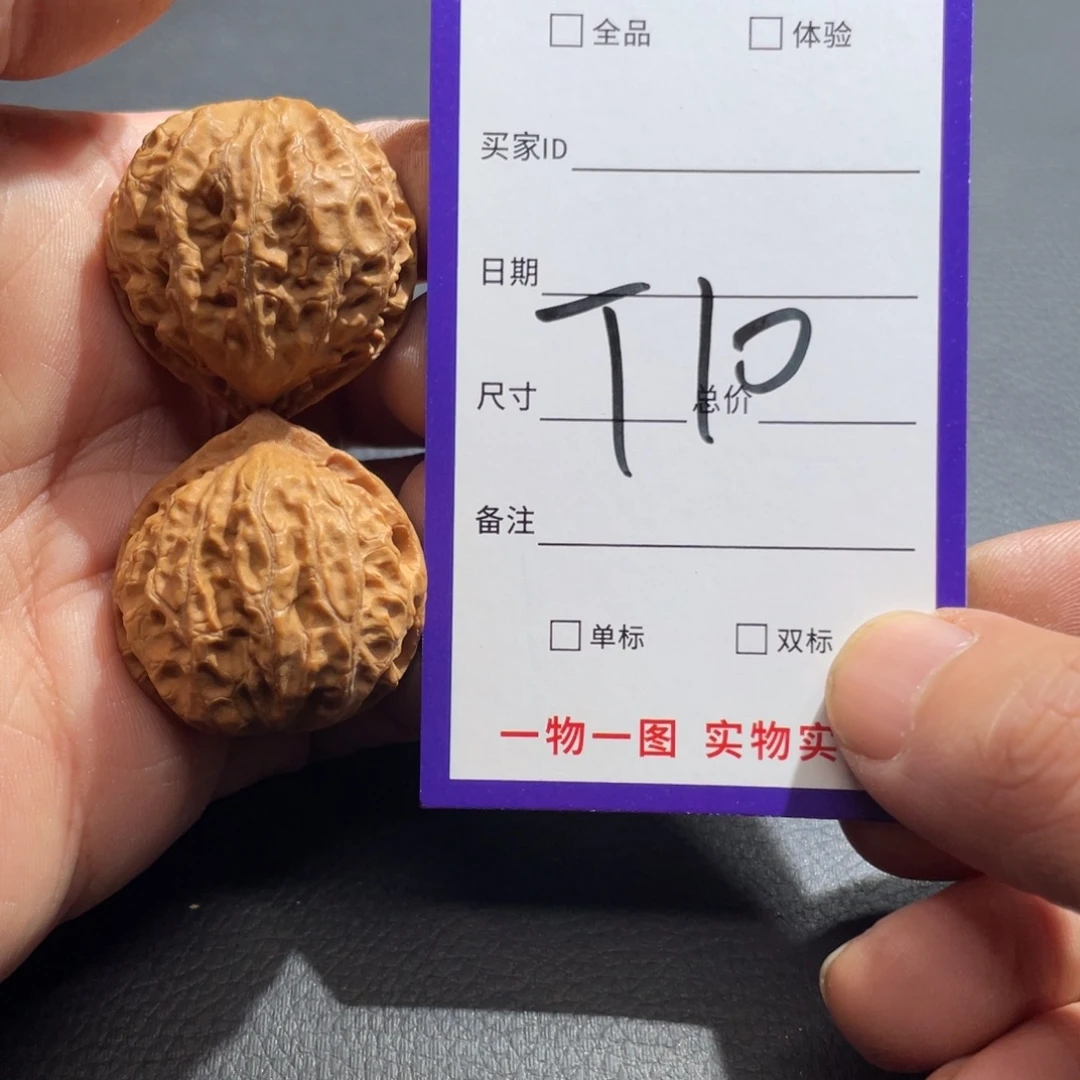 全品 体验
买家ID
日期
T10
尺寸 总价
备注
单标 双标
一物一图 实物实